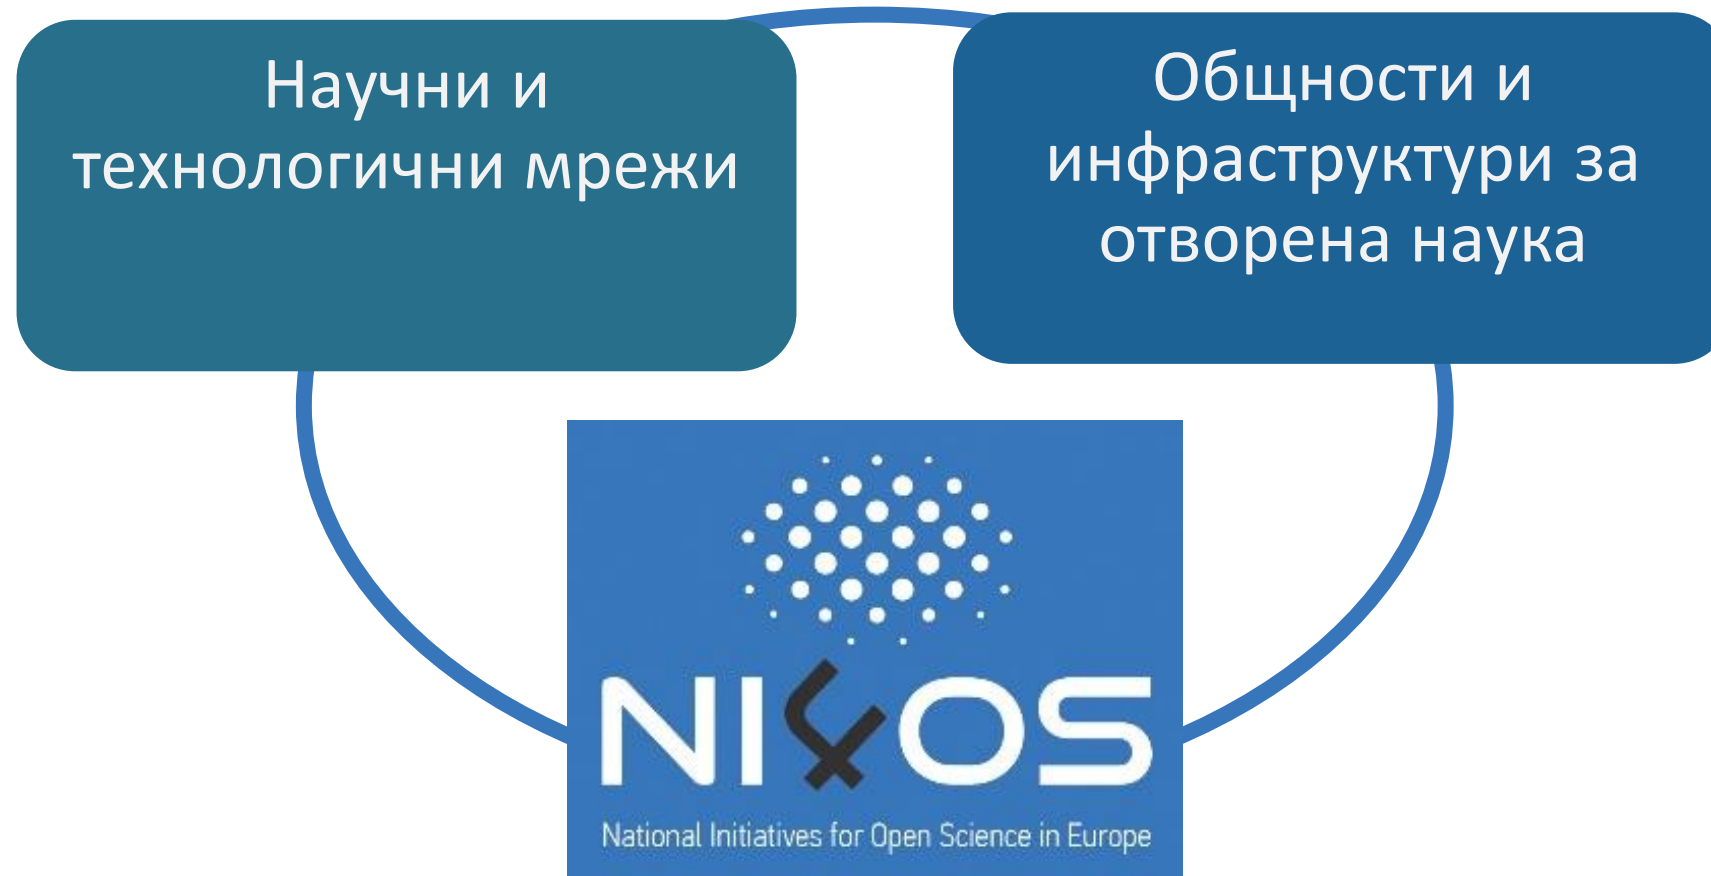 Научни и
технологични мрежи
Общности и
инфраструктури за
отворена наука
NI4OS
National Initiatives for Open Science in Europe